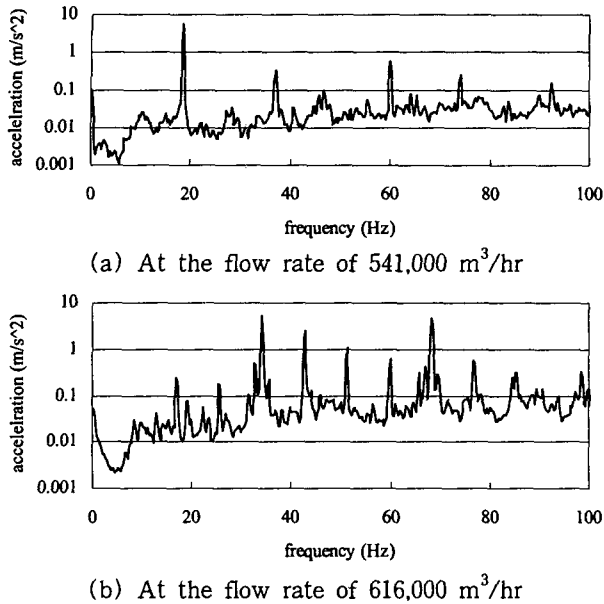 accelelration (m/s^2)
10
1
0.1
0.01
0.001
0 20 40 60 80 100
frequency (Hz)
(a) At the flow rate of 541,000 m³/hr
accelelration (m/s^2)
10
1
0.1
0.01
0.001
0 20 40 60 80 100
frequency (Hz)
(b) At the flow rate of 616,000 m³/hr